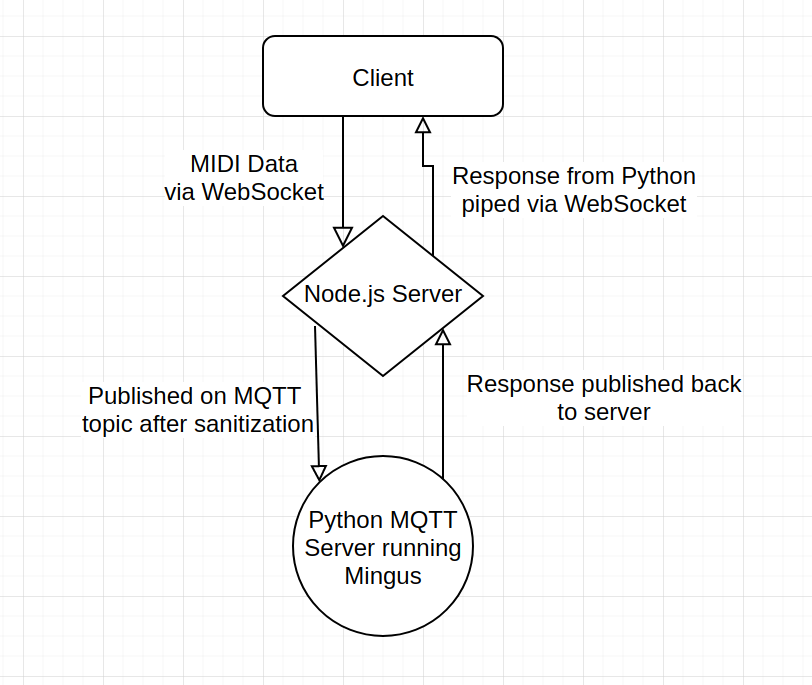 Client
MIDI Data
via WebSocket
Response from Python
piped via WebSocket
Node.js Server
Published on MQTT
topic after sanitization
Response published back
to server
Python MQTT
Server running
Mingus